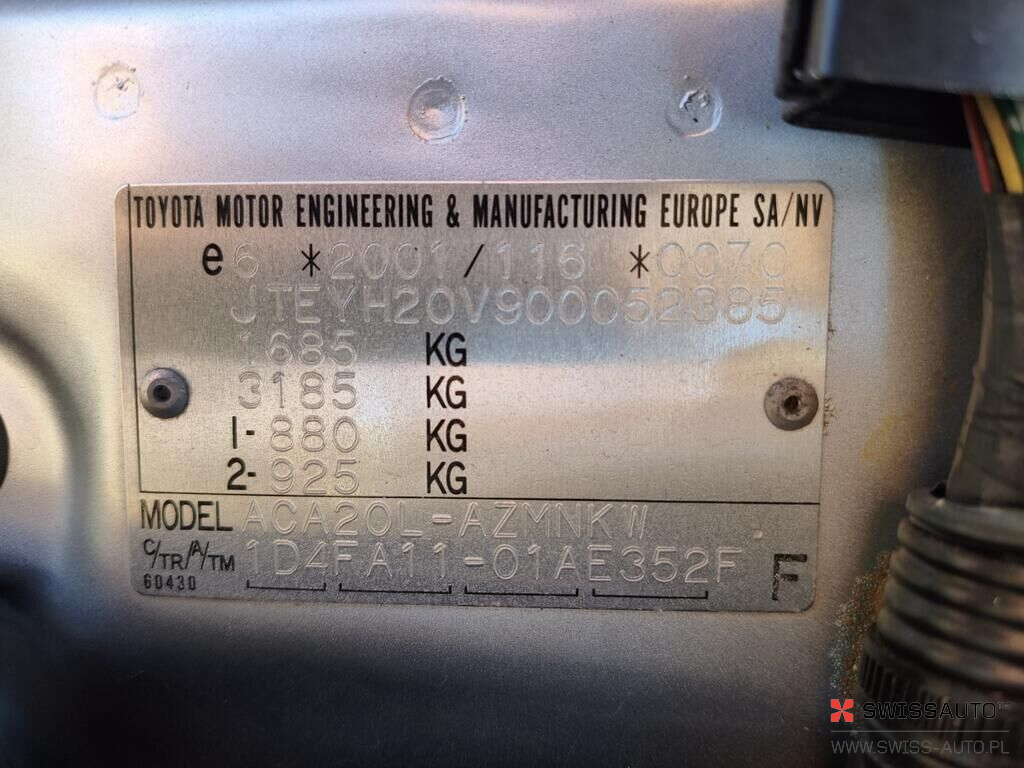 TOYOTA MOTOR ENGINEERING & MANUFACTURING EUROPE SA/NV
e6 *2001/116 *0070
JTEYH20V900052385
1685 KG
3185 KG
1-880 KG
2-925 KG
MODEL ACA20L-AZMNKW .
C/TR/A/TM 1D4FA11-01AE352F
60430
F
SWISSAUTO
WWW.SWISS-AUTO.PL